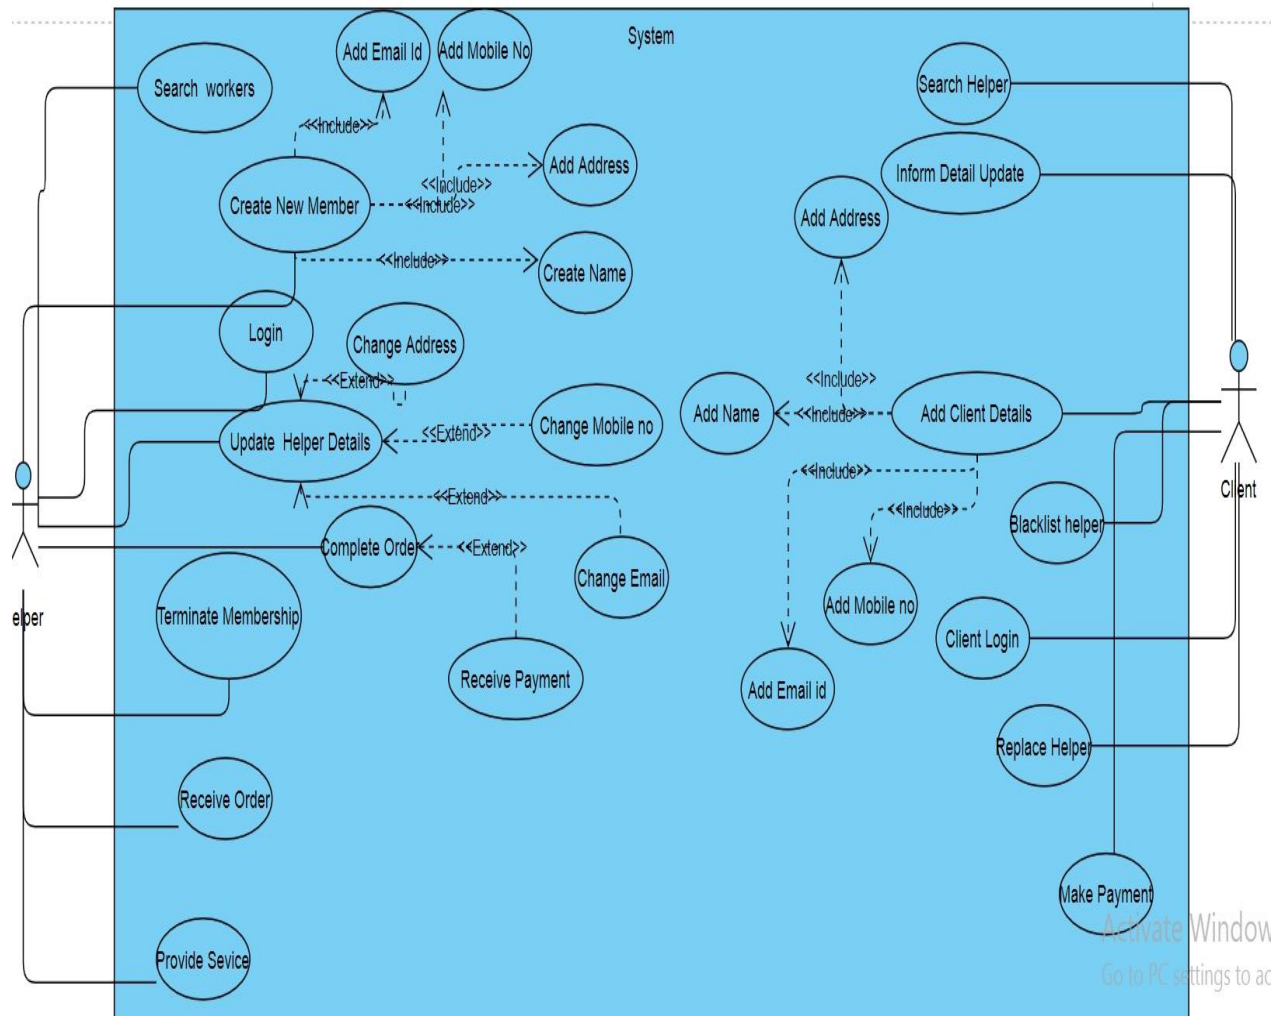 System
Add Email Id
Add Mobile No
Search workers
Search Helper
<<Include>>
Add Address
Inform Detail Update
<<Include>>
Create New Member
<<Include>>
Add Address
<<Include>>
Create Name
Login
Change Address
<<Extend>>
<<Include>>
Add Name
<<Include>>
Add Client Details
Change Mobile no
<<Extend>>
Update Helper Details
<<Include>>
<<Extend>>
Client
<<Include>>
Blacklist helper
Complete Order
<<Extend>>
Change Email
Add Mobile no
elper
Terminate Membership
Client Login
Receive Payment
Add Email id
Replace Helper
Receive Order
Make Payment
Activate Window
Go to PC settings to ac
Provide Sevice